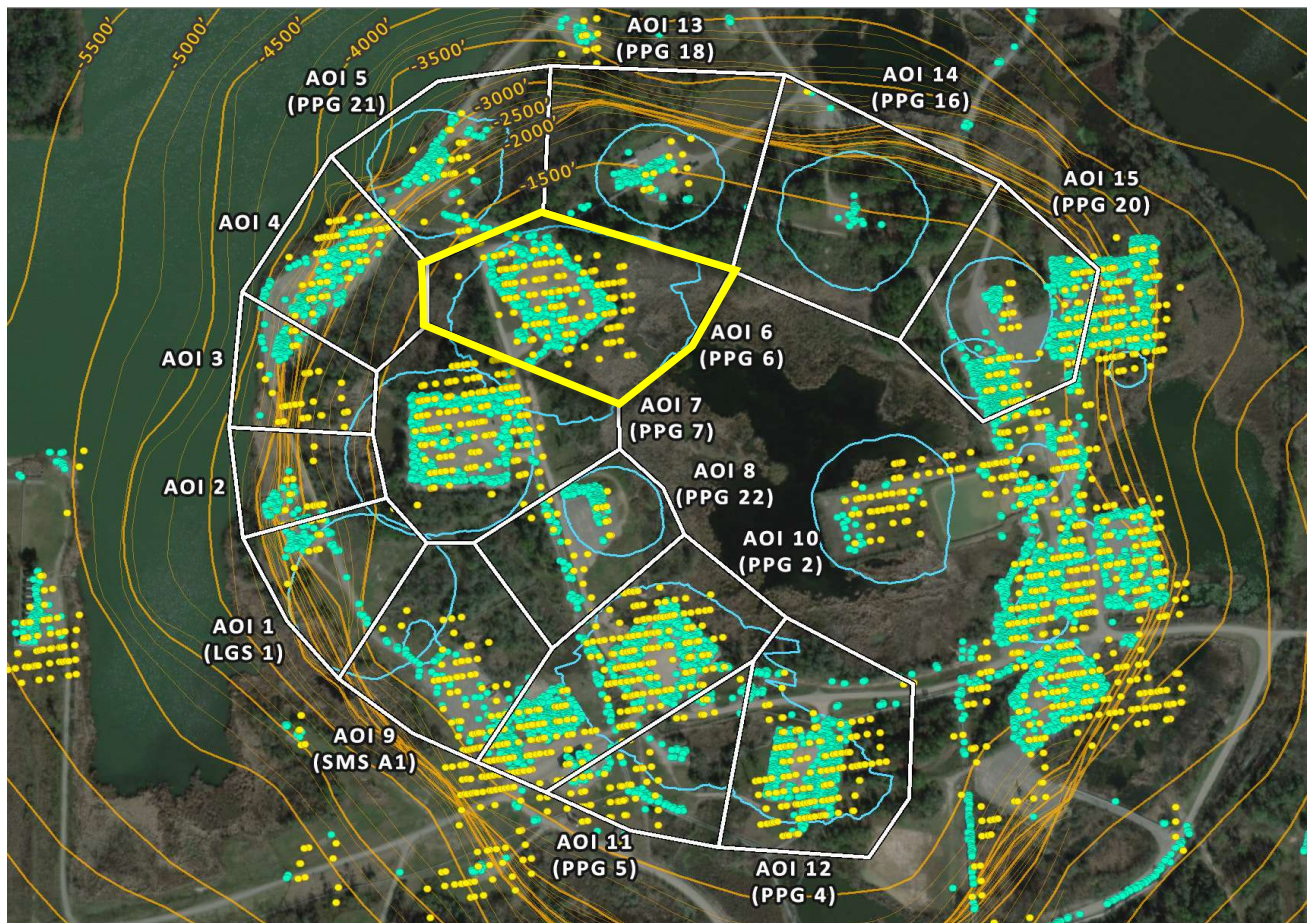 -5500'
-5000'
-4500'
-4000'
-3500'
-3000'
-2500'
-2000'
-1500'
AOI 13
(PPG 18)
AOI 14
(PPG 16)
AOI 5
(PPG 21)
AOI 15
(PPG 20)
AOI 4
AOI 3
AOI 6
(PPG 6)
AOI 7
(PPG 7)
AOI 2
AOI 8
(PPG 22)
AOI 10
(PPG 2)
AOI 1
(LGS 1)
AOI 9
(SMS A1)
AOI 11
(PPG 5)
AOI 12
(PPG 4)